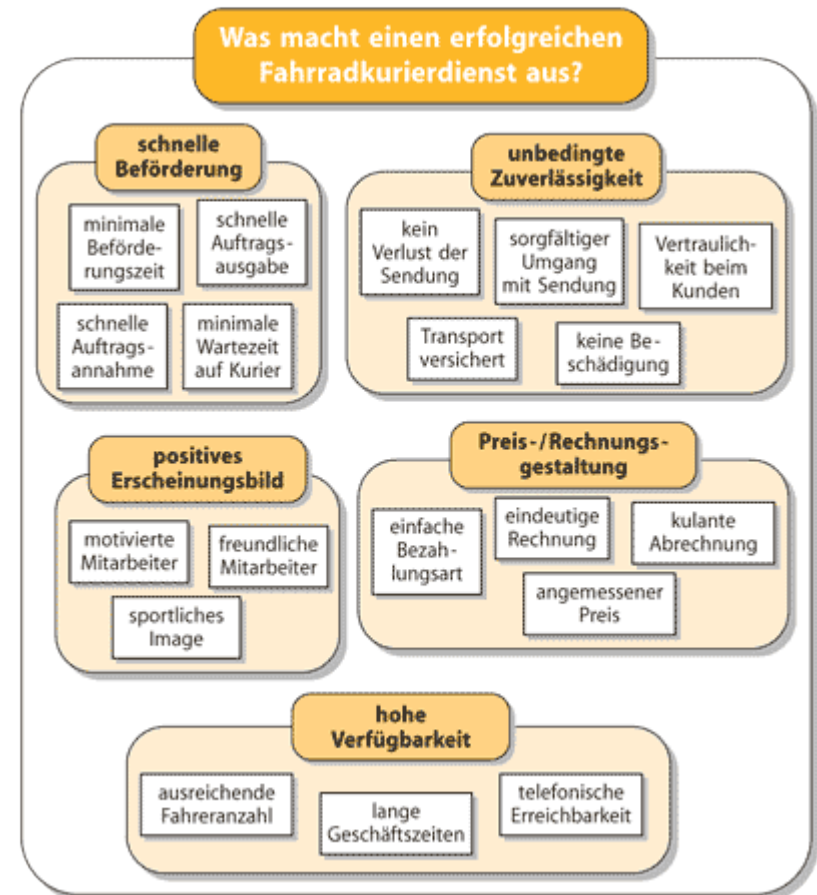 Was macht einen erfolgreichen
Fahrradkurierdienst aus?
schnelle
Beförderung
minimale
Beförde-
rungszeit
schnelle
Auftrags-
ausgabe
schnelle
Auftrags-
annahme
minimale
Wartezeit
auf Kurier
unbedingte
Zuverlässigkeit
kein
Verlust der
Sendung
sorgfältiger
Umgang
mit Sendung
Vertraulich-
keit beim
Kunden
Transport
versichert
keine Be-
schädigung
positives
Erscheinungsbild
motivierte
Mitarbeiter
freundliche
Mitarbeiter
sportliches
Image
Preis-/Rechnungs-
gestaltung
einfache
Bezah-
lungsart
eindeutige
Rechnung
kulante
Abrechnung
angemessener
Preis
hohe
Verfügbarkeit
ausreichende
Fahreranzahl
lange
Geschäftszeiten
telefonische
Erreichbarkeit